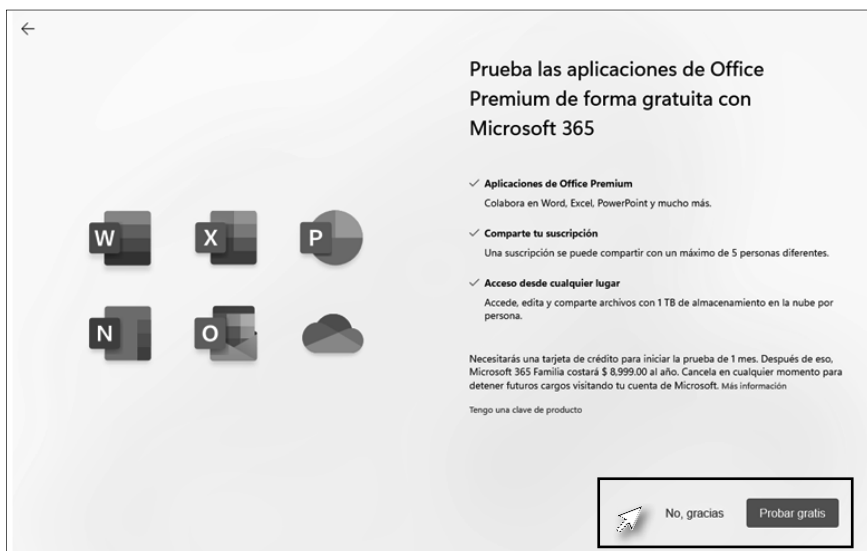 Prueba las aplicaciones de Office
Premium de forma gratuita con
Microsoft 365
Aplicaciones de Office Premium
Colabora en Word, Excel, PowerPoint y mucho más.
Comparte tu suscripción
Una suscripción se puede compartir con un máximo de 5 personas diferentes.
Acceso desde cualquier lugar
Accede, edita y comparte archivos con 1 TB de almacenamiento en la nube por
persona.
W
X
P
N
O
Necesitarás una tarjeta de crédito para iniciar la prueba de 1 mes. Después de eso,
Microsoft 365 Familia costará $ 8,999.00 al año. Cancela en cualquier momento para
detener futuros cargos visitando tu cuenta de Microsoft. Más información
Tengo una clave de producto
No, gracias
Probar gratis